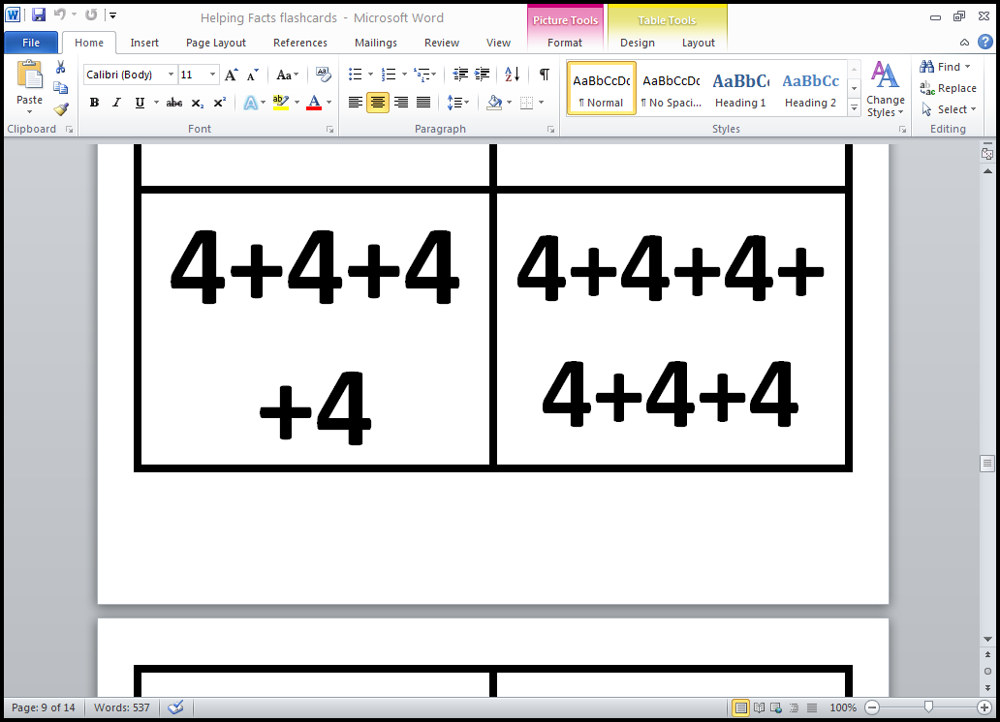 Helping Facts flashcards - Microsoft Word
Picture Tools
Table Tools
File
Home
Insert
Page Layout
References
Mailings
Review
View
Format
Design
Layout
Paste
Calibri (Body)
11
Clipboard
Font
Paragraph
AaBbCcDc
¶ Normal
AaBbCcDc
¶ No Spaci...
AaBbCc
Heading 1
AaBbCc
Heading 2
Change
Styles
Styles
Find
Replace
Select
Editing
4+4+4
+4
4+4+4+
4+4+4
Page: 9 of 14
Words: 537
100%